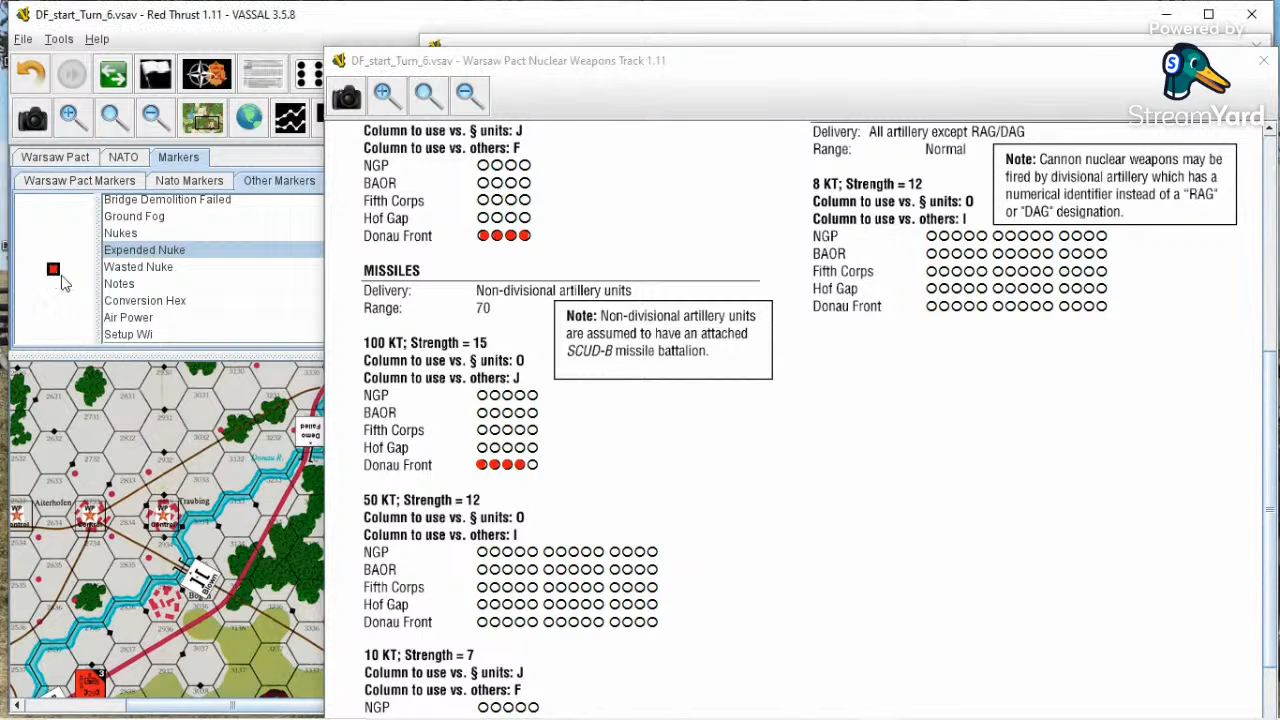 DF_start_Turn_6.vsav - Red Thrust 1.11 - VASSAL 3.5.8
File Tools Help
DF_start_Turn_6.vsav - Warsaw Pact Nuclear Weapons Track 1.11
Powered by
S
StreamYard
Warsaw Pact
NATO
Markers
Warsaw Pact Markers
Nato Markers
Other Markers
Bridge Demolition Failed
Ground Fog
Nukes
Expended Nuke
Wasted Nuke
Notes
Conversion Hex
Air Power
Setup Wi
Column to use vs. § units: J
Column to use vs. others: F
NGP
BAOR
Fifth Corps
Hof Gap
Donau Front
MISSILES
Delivery: Non-divisional artillery units
Range: 70
Note: Non-divisional artillery units
are assumed to have an attached
SCUD-B missile battalion.
100 KT; Strength = 15
Column to use vs. § units: O
Column to use vs. others: J
NGP
BAOR
Fifth Corps
Hof Gap
Donau Front
50 KT; Strength = 12
Column to use vs. § units: O
Column to use vs. others: I
NGP
BAOR
Fifth Corps
Hof Gap
Donau Front
10 KT; Strength = 7
Column to use vs. § units: J
Column to use vs. others: F
NGP
Delivery: All artillery except RAG/DAG
Range: Normal
Note: Cannon nuclear weapons may be
fired by divisional artillery which has a
numerical identifier instead of a “RAG”
or “DAG” designation.
8 KT; Strength = 12
Column to use vs. § units: O
Column to use vs. others: I
NGP
BAOR
Fifth Corps
Hof Gap
Donau Front
Demo
Failed
Donau R.
Aiterhofen
Traubing
WP
Control
WP
Control
Blown